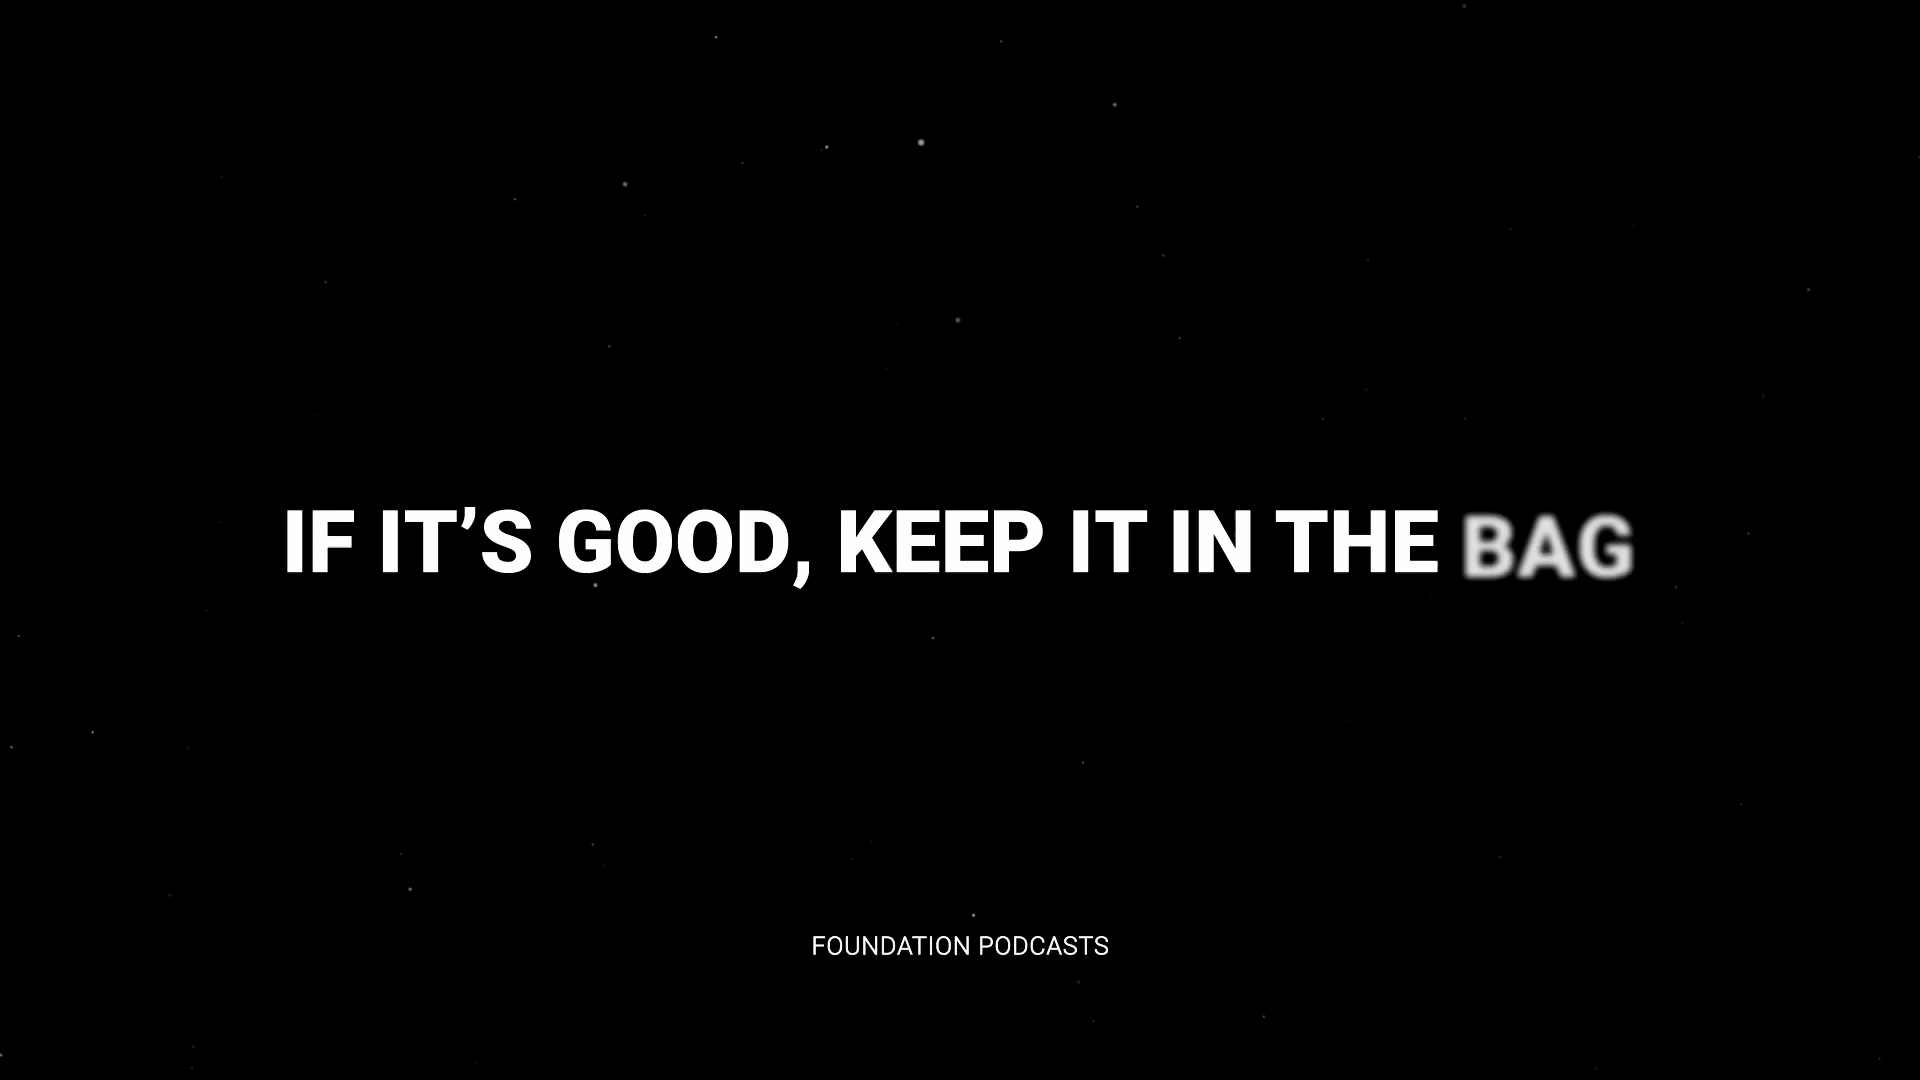 IF IT’S GOOD, KEEP IT IN THE BAG
FOUNDATION PODCASTS